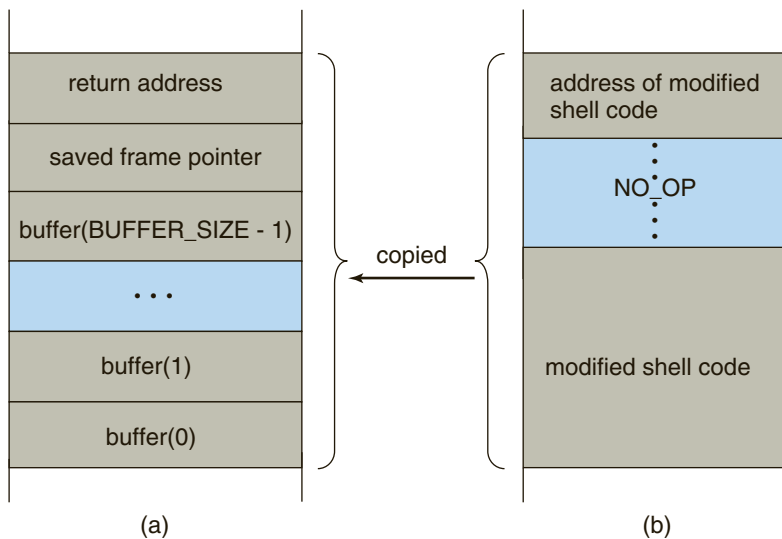 return address
saved frame pointer
buffer(BUFFER_SIZE - 1)
• • •
buffer(1)
buffer(0)
(a)
copied
address of modified
shell code
NO_OP
modified shell code
(b)